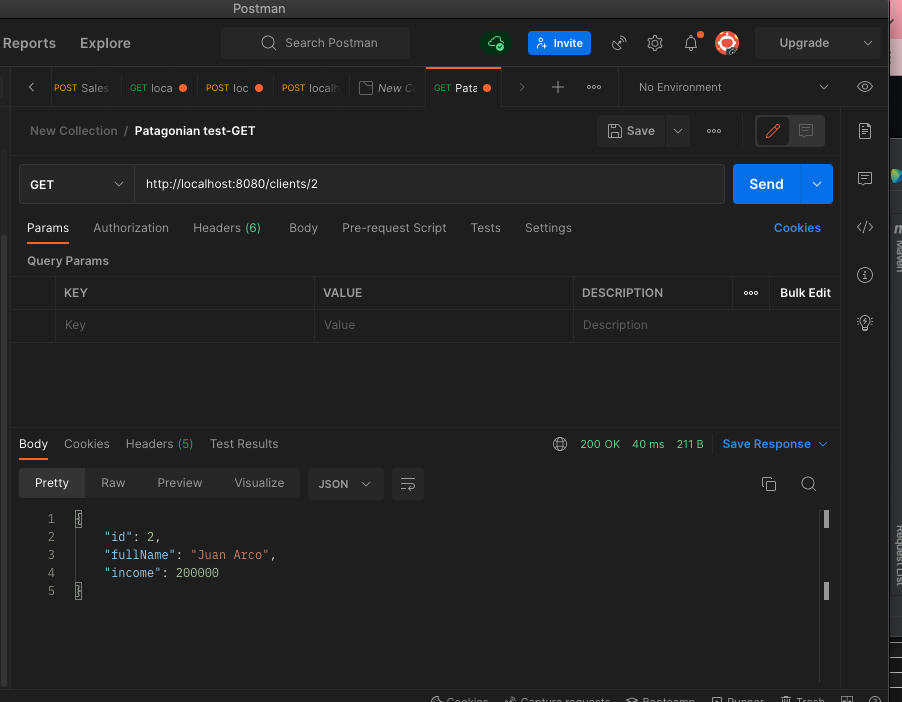 Postman
Reports Explore Search Postman Invite Upgrade
POST Sales GET loca POST loc POST localh New C GET Pata No Environment
New Collection / Patagonian test-GET Save
GET http://localhost:8080/clients/2 Send
Params Authorization Headers (6) Body Pre-request Script Tests Settings Cookies
Query Params
KEY VALUE DESCRIPTION Bulk Edit
Key Value Description
Body Cookies Headers (5) Test Results 200 OK 40 ms 211 B Save Response
Pretty Raw Preview Visualize JSON
1 {
2 "id": 2,
3 "fullName": "Juan Arco",
4 "income": 200000
5 }
Cookies Capture requests Bootcamp Runner Trash
Maven
Request List